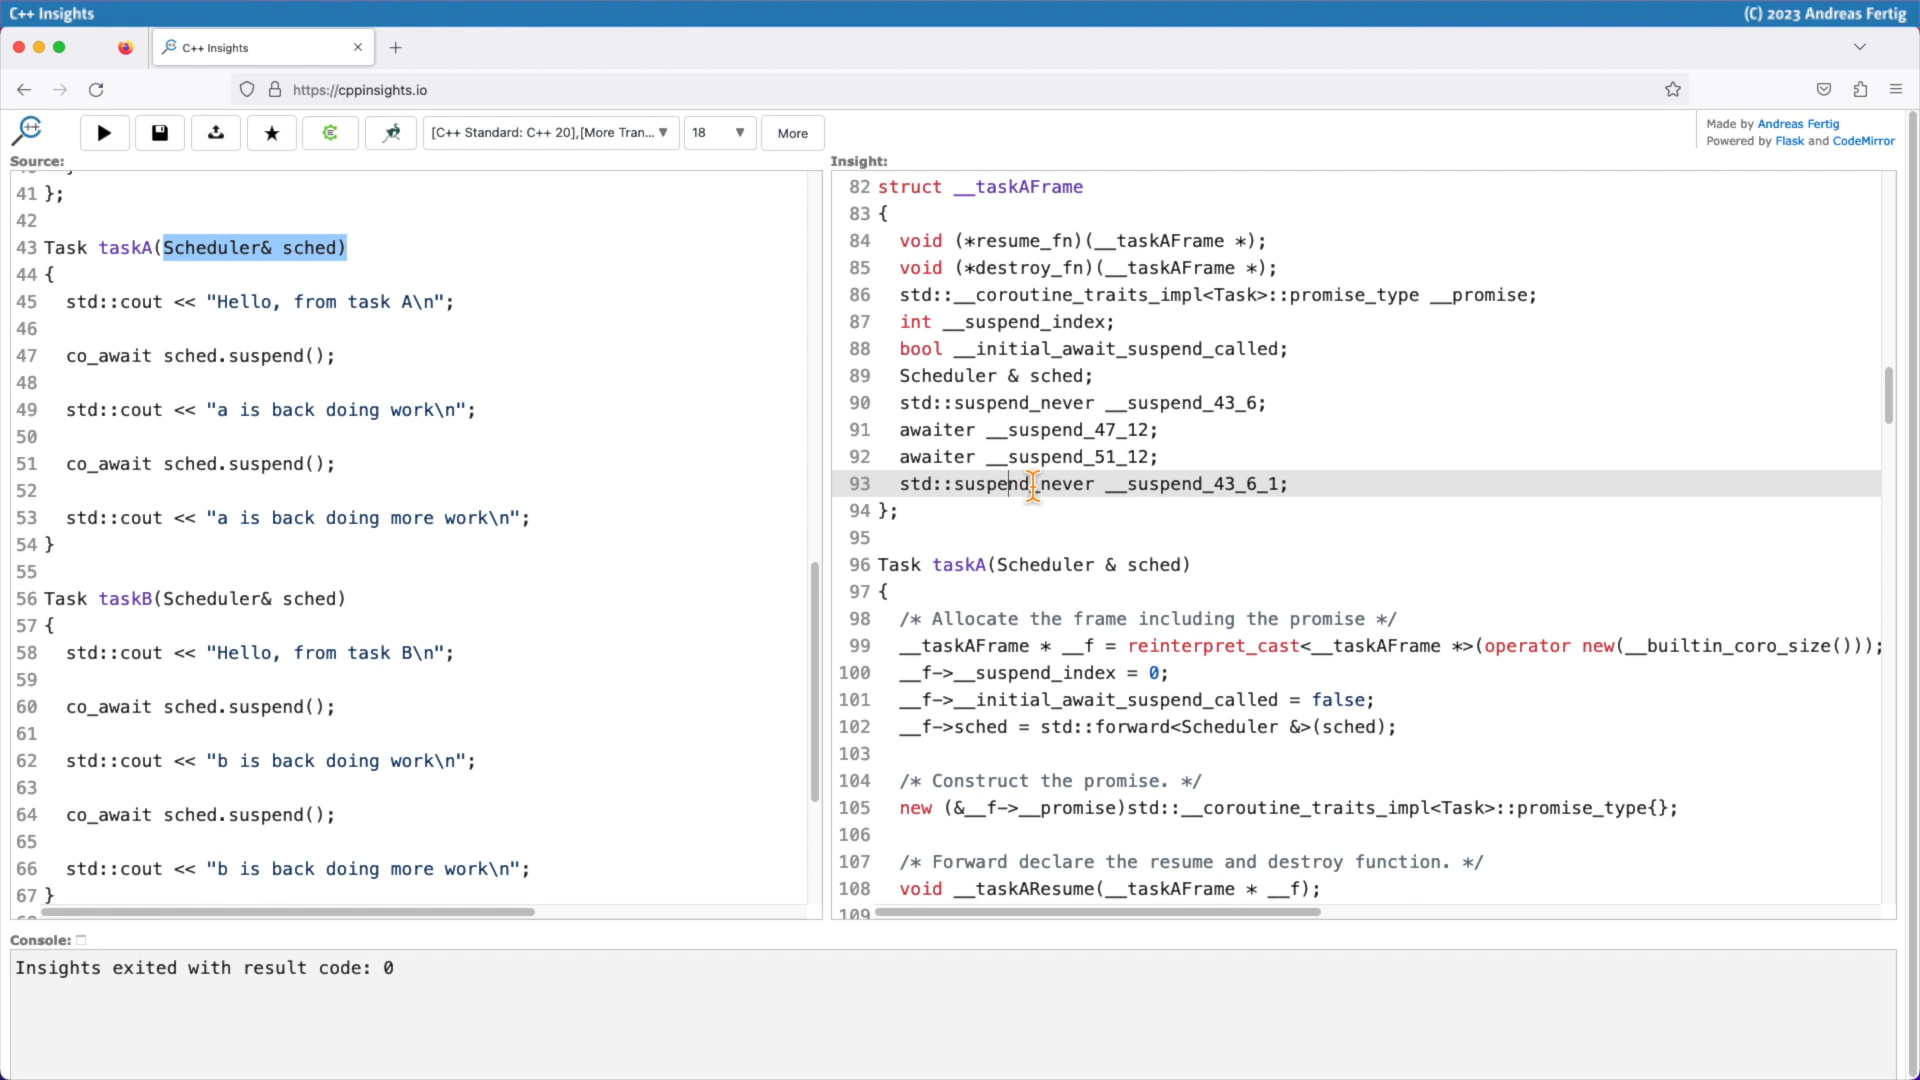 C++ Insights
(C) 2023 Andreas Fertig
C++ Insights
https://cppinsights.io
[C++ Standard: C++ 20],[More Tran...
18
More
Made by Andreas Fertig
Powered by Flask and CodeMirror
Source:
41 };
42
43 Task taskA(Scheduler& sched)
44 {
45   std::cout << "Hello, from task A\n";
46
47   co_await sched.suspend();
48
49   std::cout << "a is back doing work\n";
50
51   co_await sched.suspend();
52
53   std::cout << "a is back doing more work\n";
54 }
55
56 Task taskB(Scheduler& sched)
57 {
58   std::cout << "Hello, from task B\n";
59
60   co_await sched.suspend();
61
62   std::cout << "b is back doing work\n";
63
64   co_await sched.suspend();
65
66   std::cout << "b is back doing more work\n";
67 }
Insight:
82 struct __taskAFrame
83 {
84   void (*resume_fn)(__taskAFrame *);
85   void (*destroy_fn)(__taskAFrame *);
86   std::__coroutine_traits_impl<Task>::promise_type __promise;
87   int __suspend_index;
88   bool __initial_await_suspend_called;
89   Scheduler & sched;
90   std::suspend_never __suspend_43_6;
91   awaiter __suspend_47_12;
92   awaiter __suspend_51_12;
93   std::suspend_never __suspend_43_6_1;
94 };
95
96 Task taskA(Scheduler & sched)
97 {
98   /* Allocate the frame including the promise */
99   __taskAFrame * __f = reinterpret_cast<__taskAFrame *>(operator new(__builtin_coro_size()));
100   __f->__suspend_index = 0;
101   __f->__initial_await_suspend_called = false;
102   __f->sched = std::forward<Scheduler &>(sched);
103
104   /* Construct the promise. */
105   new (&__f->__promise)std::__coroutine_traits_impl<Task>::promise_type{};
106
107   /* Forward declare the resume and destroy function. */
108   void __taskAResume(__taskAFrame * __f);
109
Console:
Insights exited with result code: 0